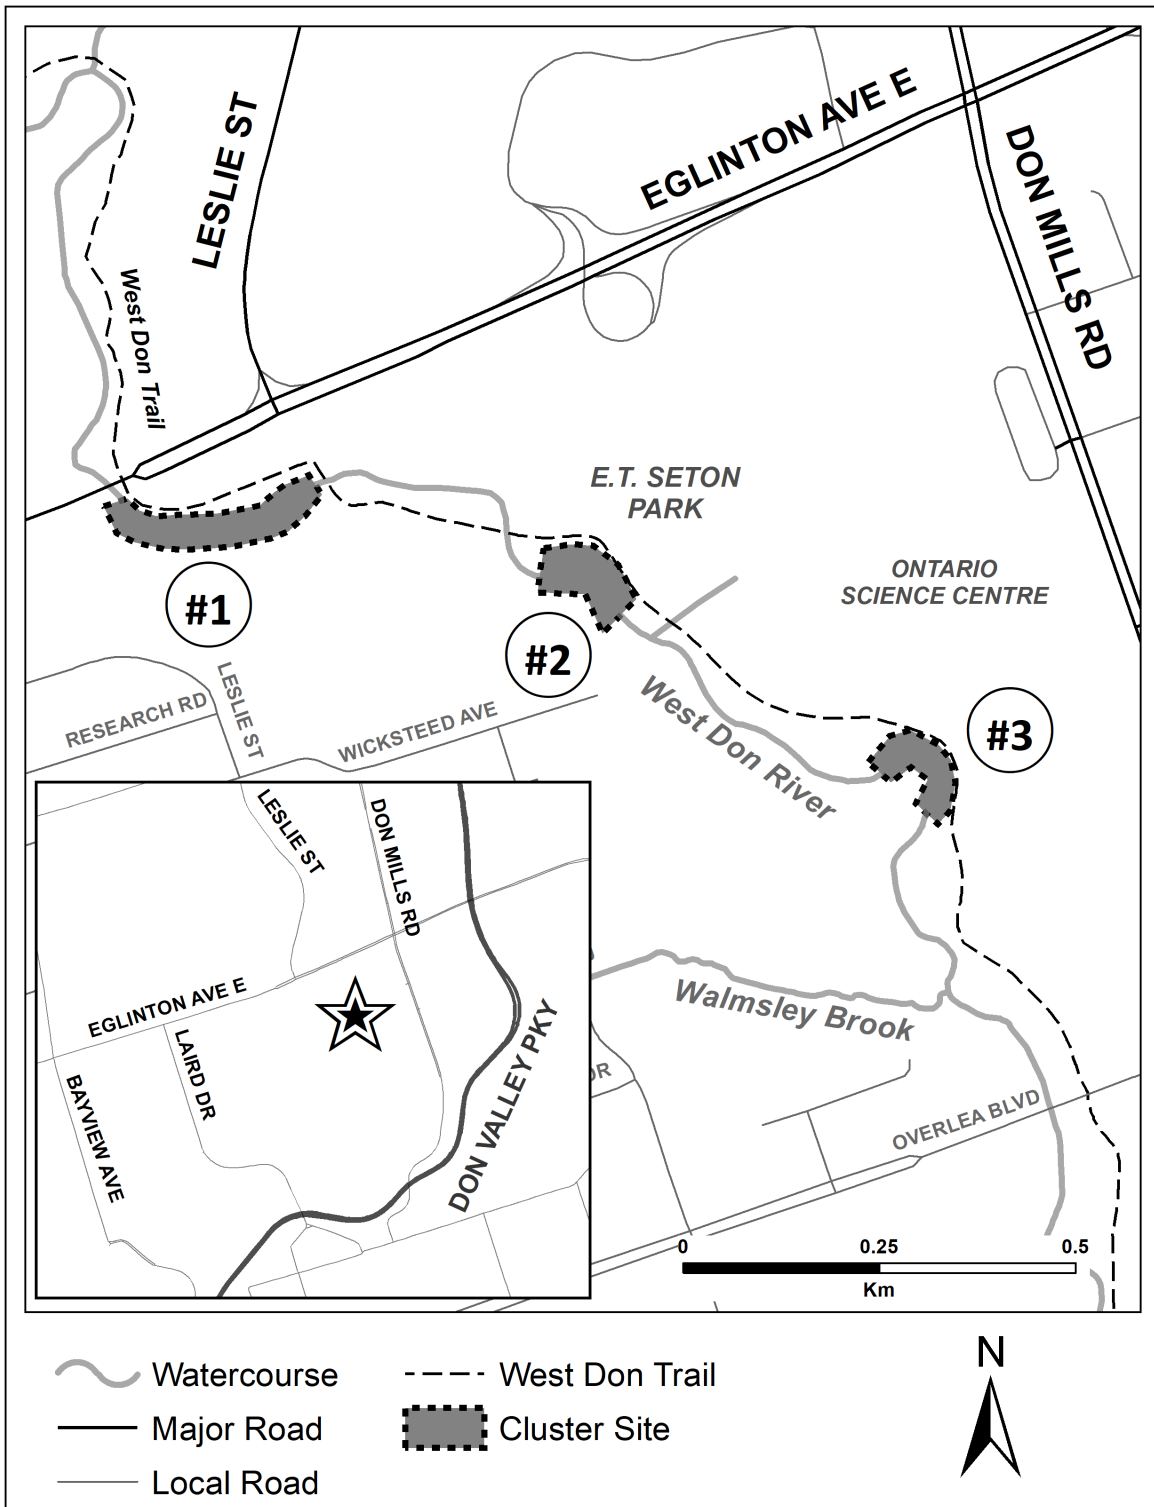 LESLIE ST
EGLINTON AVE E
DON MILLS RD
West Don Trail
E.T. SETON
PARK
ONTARIO
SCIENCE CENTRE
#1
#2
#3
RESEARCH RD
LESLIE ST
WICKSTEED AVE
West Don River
Walmsley Brook
OVERLEA BLVD
DR
LESLIE ST
DON MILLS RD
EGLINTON AVE E
LAIRD DR
BAYVIEW AVE
DON VALLEY PKY
0 0.25 0.5
Km
N
Watercourse
West Don Trail
Major Road
Cluster Site
Local Road